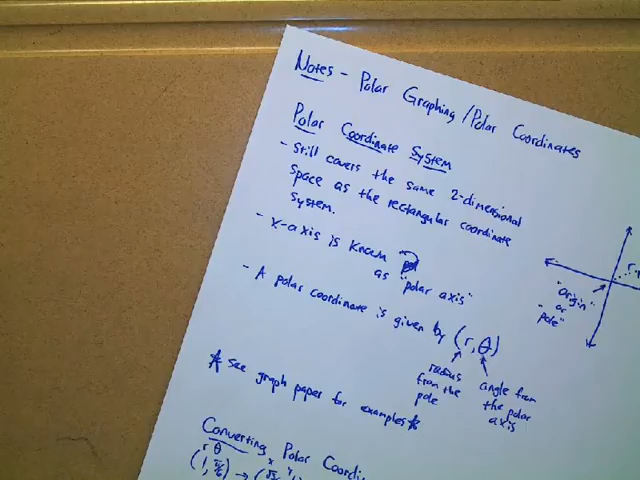 Notes - Polar Graphing / Polar Coordinates
Polar Coordinate System
- Still covers the same 2-dimensional
space as the rectangular coordinate
system.
- x-axis is known
as "polar axis"
- A polar coordinate is given by (r, θ)
radius
from the
pole
angle from
the polar
axis
"origin"
or
"pole"
r
* see graph paper for examples *
Converting Polar Coordi
r θ
x y
(1, π/6) → (